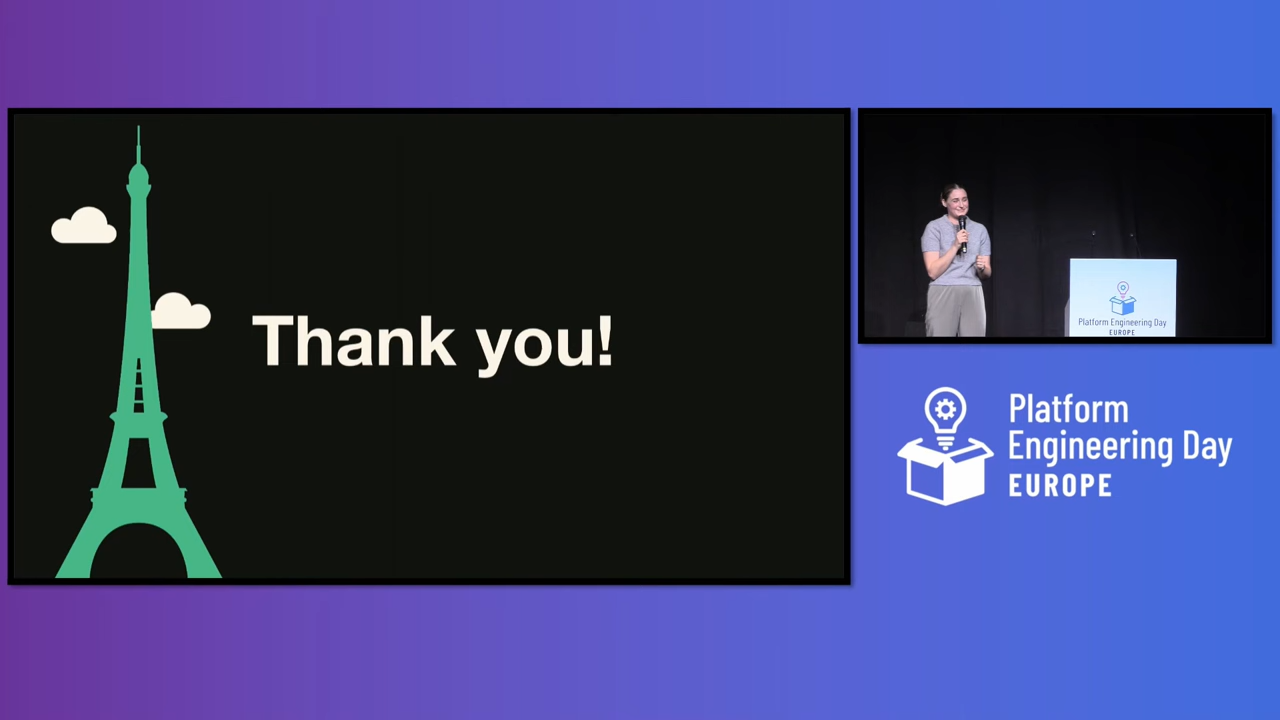 Thank you!
Platform Engineering Day
EUROPE
Platform
Engineering Day
EUROPE